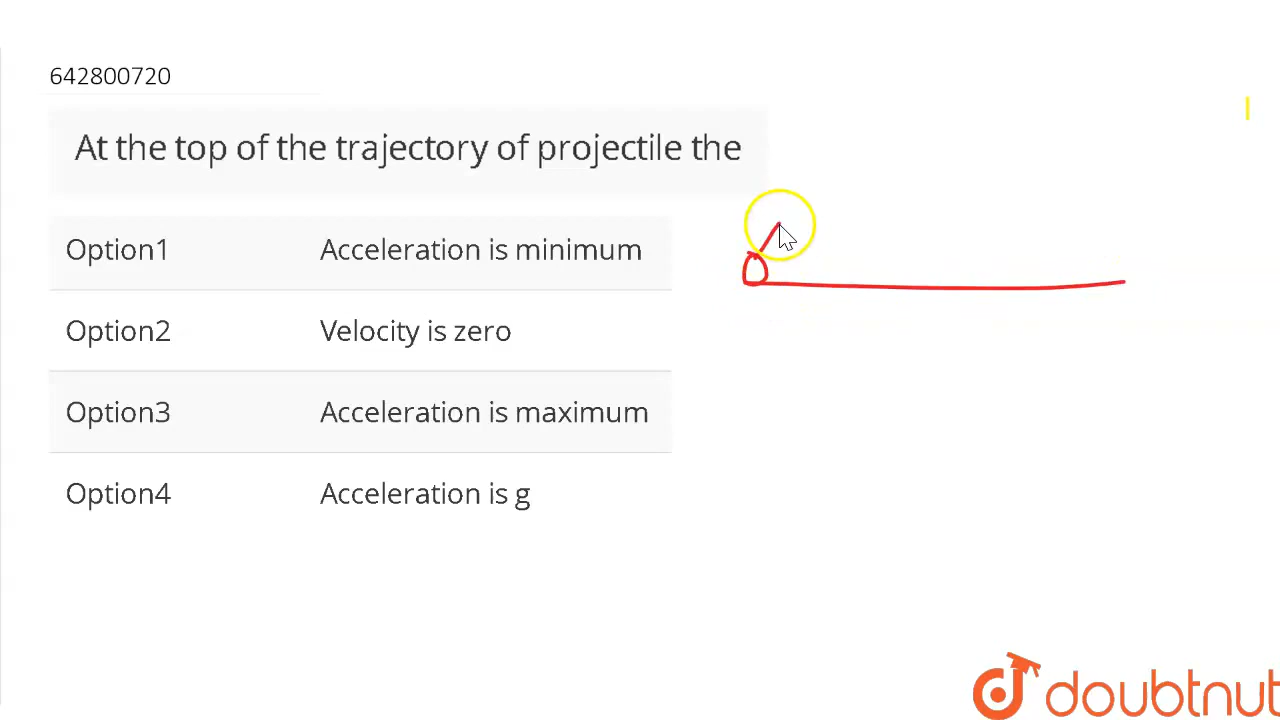 642800720
At the top of the trajectory of projectile the
Option1 Acceleration is minimum
Option2 Velocity is zero
Option3 Acceleration is maximum
Option4 Acceleration is g
doubtnut